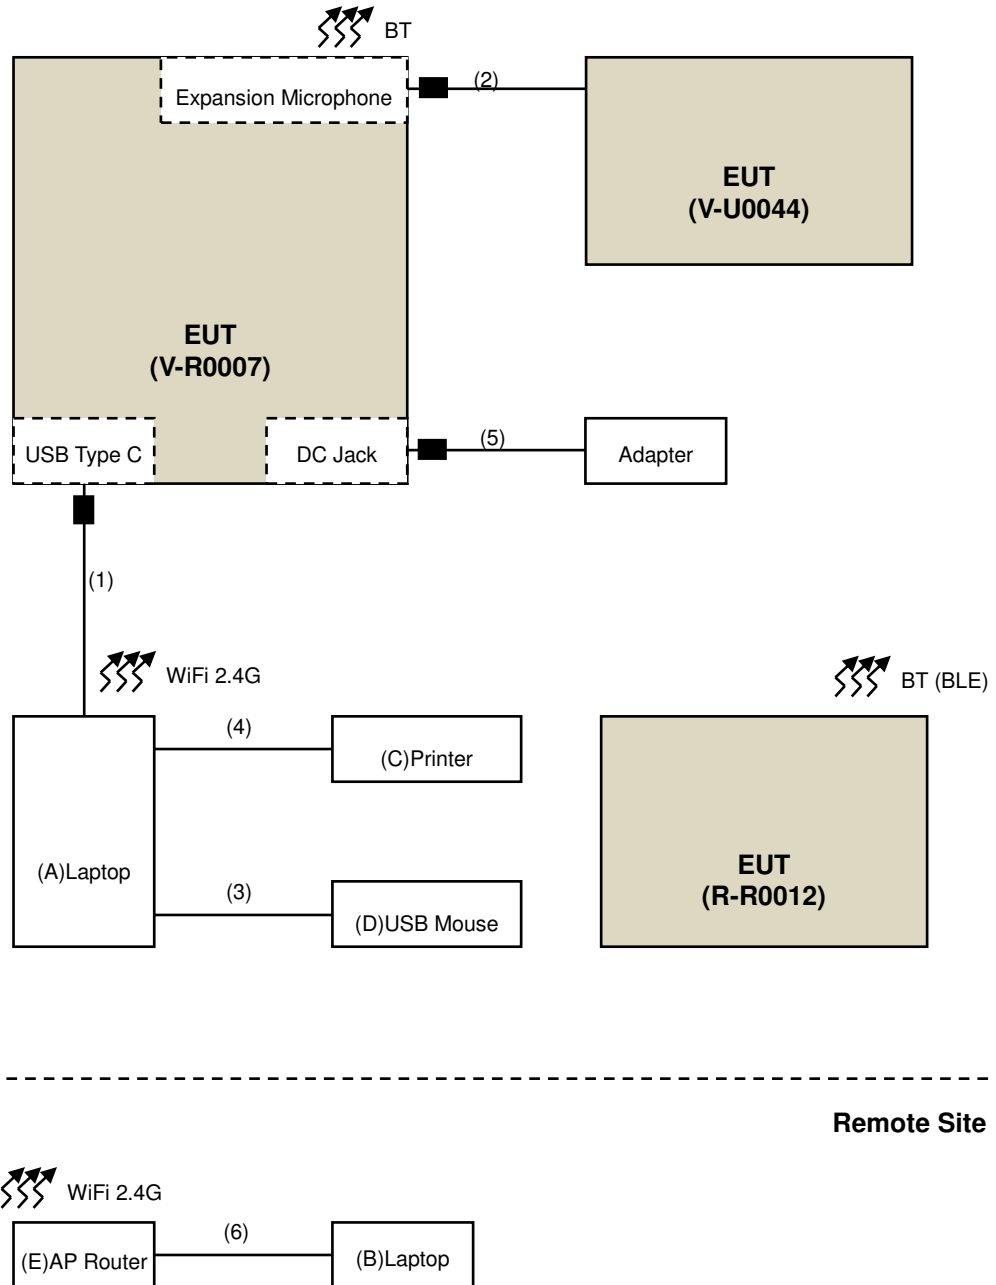 BT
Expansion Microphone
(2)
EUT
(V-U0044)
EUT
(V-R0007)
USB Type C
DC Jack
(5)
Adapter
(1)
WiFi 2.4G
BT (BLE)
(4)
(C)Printer
(A)Laptop
EUT
(R-R0012)
(3)
(D)USB Mouse
Remote Site
WiFi 2.4G
(6)
(E)AP Router
(B)Laptop